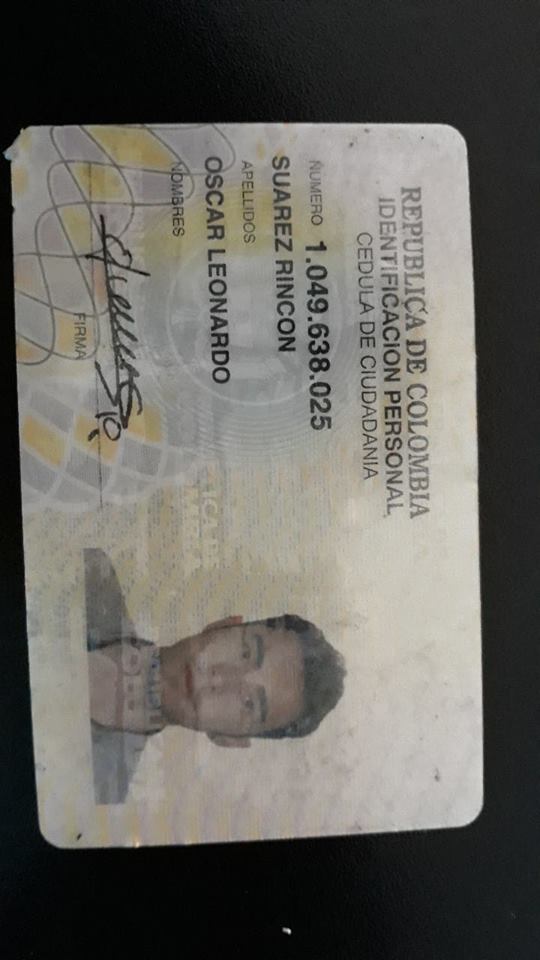 REPUBLICA DE COLOMBIA
IDENTIFICACION PERSONAL
CEDULA DE CIUDADANIA
NUMERO 1.049.638.025
SUAREZ RINCON
APELLIDOS
OSCAR LEONARDO
NOMBRES
FIRMA